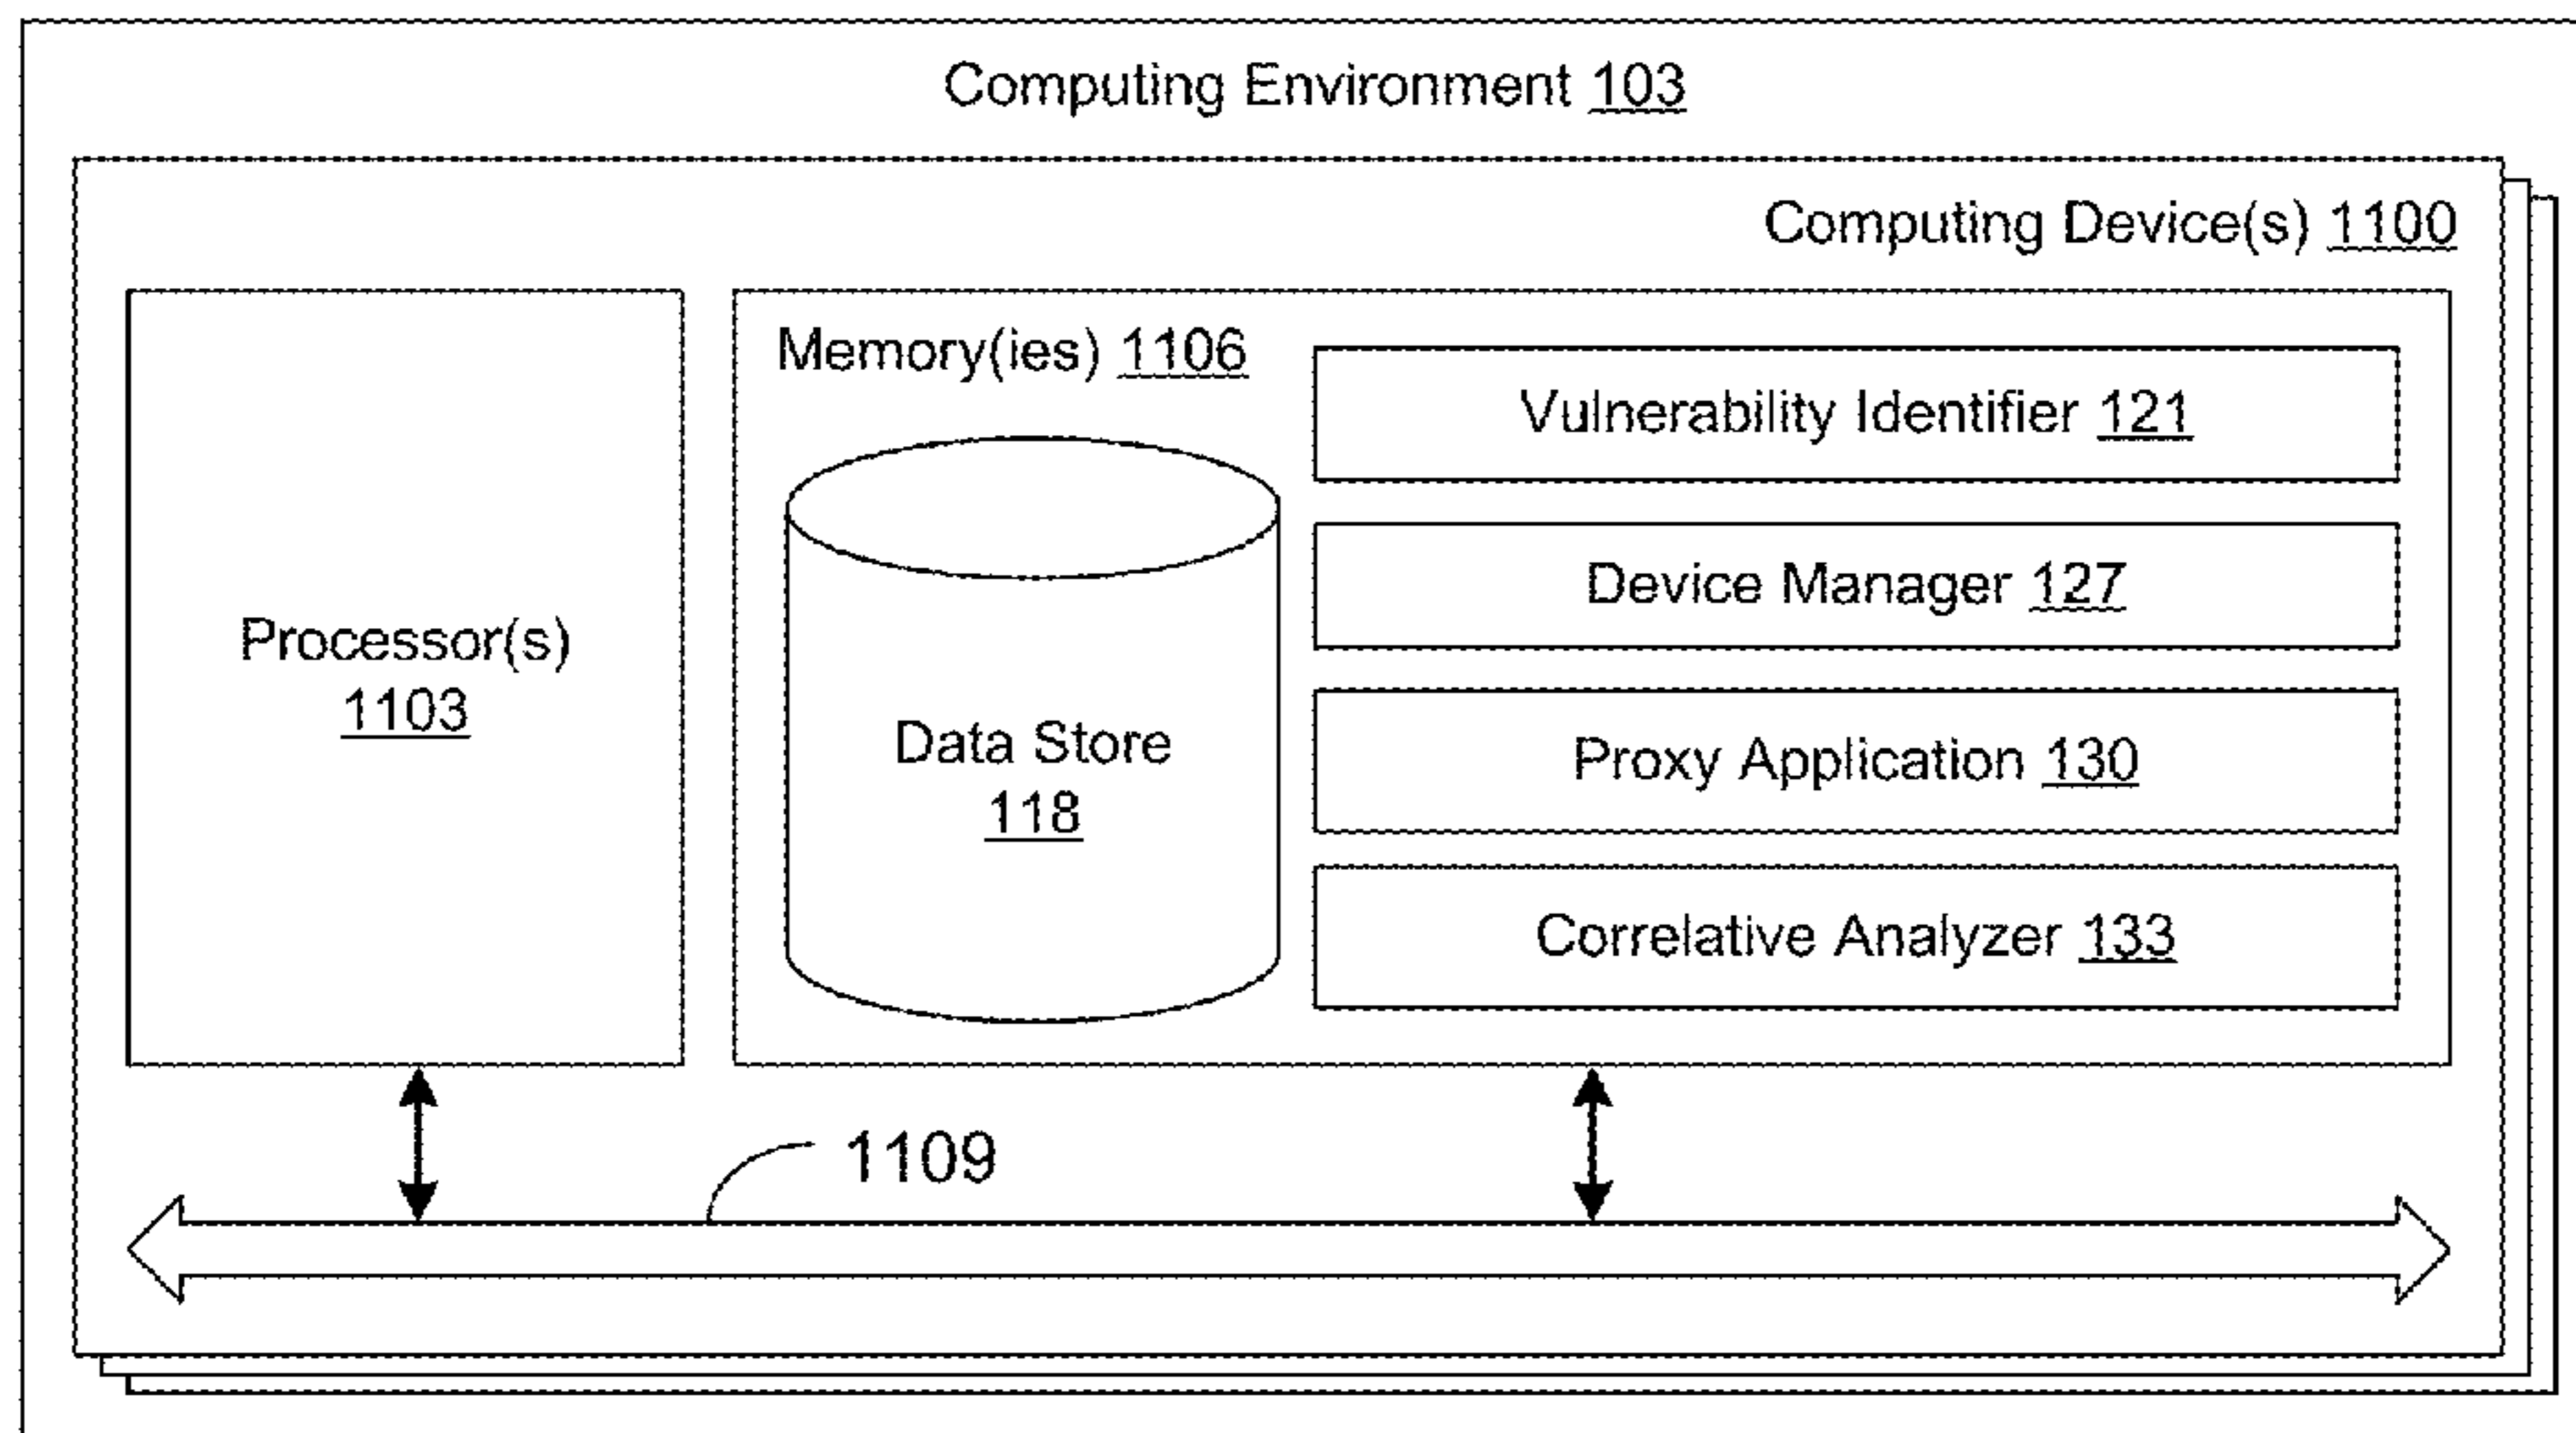 Computing Environment 103
Computing Device(s) 1100
Processor(s)
1103
Memory(ies) 1106
Data Store
118
Vulnerability Identifier 121
Device Manager 127
Proxy Application 130
Correlative Analyzer 133
1109